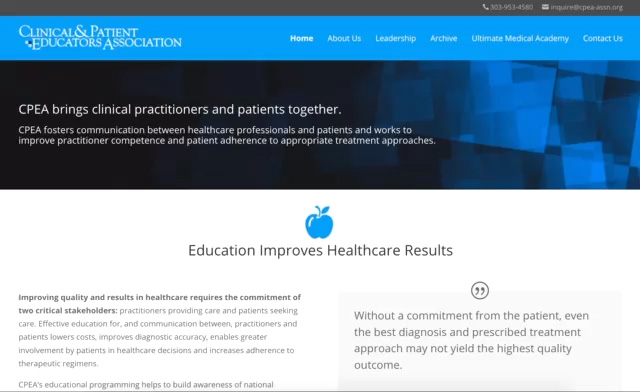 303-953-4580 inquire@cpea-assn.org
CLINICAL & PATIENT
EDUCATORS ASSOCIATION
Home About Us Leadership Archive Ultimate Medical Academy Contact Us
CPEA brings clinical practitioners and patients together.
CPEA fosters communication between healthcare professionals and patients and works to
improve practitioner competence and patient adherence to appropriate treatment approaches.
Education Improves Healthcare Results
Improving quality and results in healthcare requires the commitment of
two critical stakeholders: practitioners providing care and patients seeking
care. Effective education for, and communication between, practitioners and
patients lowers costs, improves diagnostic accuracy, enables greater
involvement by patients in healthcare decisions and increases adherence to
therapeutic regimens.
CPEA's educational programming helps to build awareness of national
Without a commitment from the patient, even
the best diagnosis and prescribed treatment
approach may not yield the highest quality
outcome.